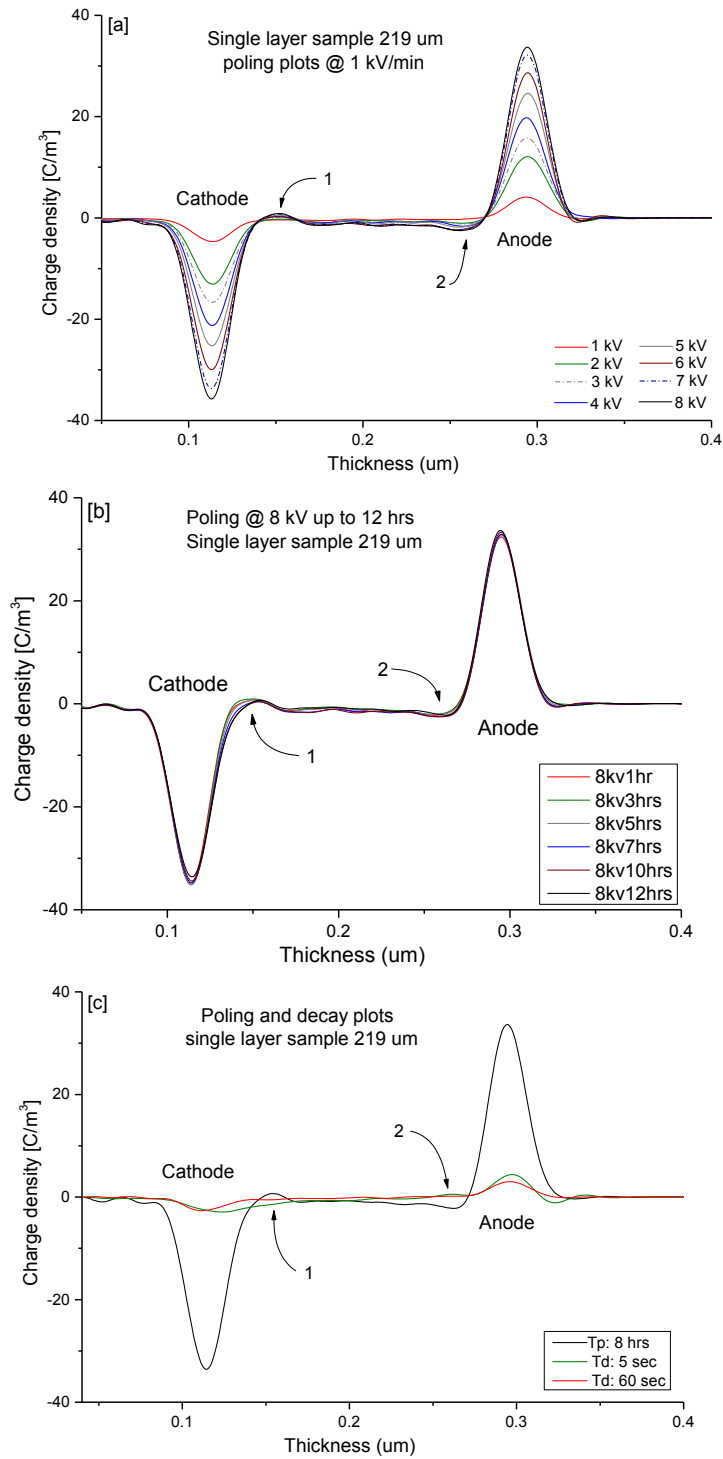 [a]
Single layer sample 219 um
poling plots @ 1 kV/min
Charge density [C/m³]
40
20
0
-20
-40
Cathode
1
2
Anode
1 kV
2 kV
3 kV
4 kV
5 kV
6 kV
7 kV
8 kV
0.1
0.2
0.3
0.4
Thickness (um)
[b]
Poling @ 8 kV up to 12 hrs
Single layer sample 219 um
Charge density [C/m³]
40
20
0
-20
-40
Cathode
2
1
Anode
8kv1hr
8kv3hrs
8kv5hrs
8kv7hrs
8kv10hrs
8kv12hrs
0.1
0.2
0.3
0.4
Thickness (um)
[c]
Poling and decay plots
single layer sample 219 um
Charge density [C/m³]
40
20
0
-20
-40
Cathode
2
1
Anode
Tp: 8 hrs
Td: 5 sec
Td: 60 sec
0.1
0.2
0.3
0.4
Thickness (um)